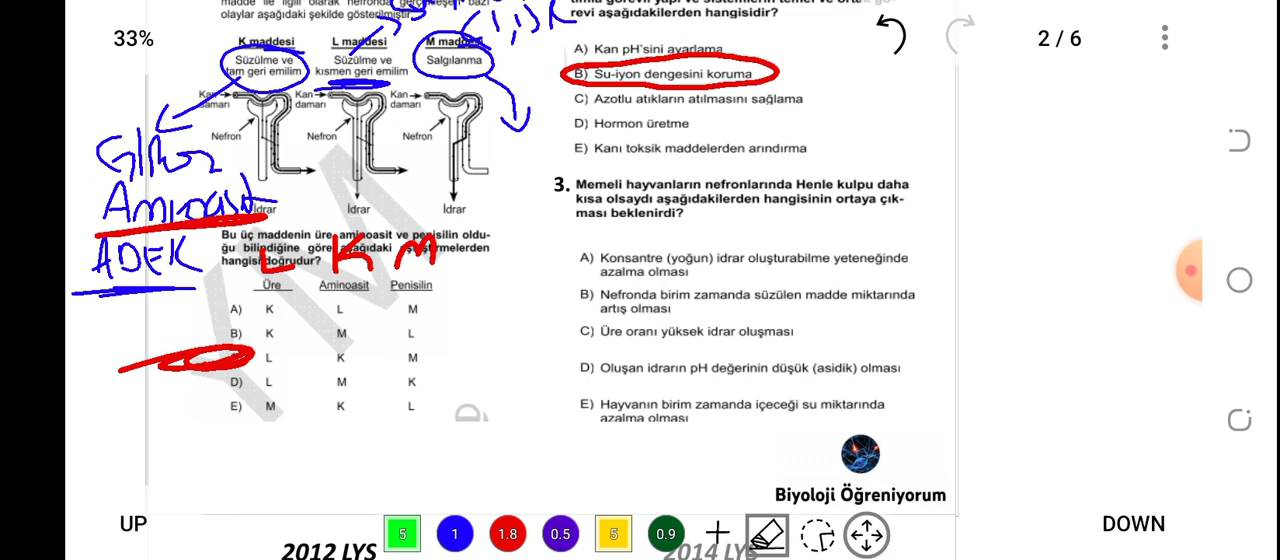 33%
2 / 6
madde ile ilgili olarak nefronda gerçekleşen bazı
olaylar aşağıdaki şekilde gösterilmiştir.
K maddesi L maddesi M maddesi
Süzülme ve tam geri emilim
Süzülme ve kısmen geri emilim
Salgılanma
Kan damarı Kan damarı Kan damarı
Nefron Nefron Nefron
İdrar İdrar İdrar
Glikoz
Aminoasit
ADEK
Bu üç maddenin üre, aminoasit ve penisilin oldu-
ğu bilindiğine göre aşağıdaki eşleştirmelerden
hangisi doğrudur?
L K M
Üre Aminoasit Penisilin
A) K L M
B) K M L
L K M
D) L M K
E) M K L
revi aşağıdakilerden hangisidir?
A) Kan pH'sini ayarlama
B) Su-iyon dengesini koruma
C) Azotlu atıkların atılmasını sağlama
D) Hormon üretme
E) Kanı toksik maddelerden arındırma
3. Memeli hayvanların nefronlarında Henle kulpu daha
kısa olsaydı aşağıdakilerden hangisinin ortaya çık-
ması beklenirdi?
A) Konsantre (yoğun) idrar oluşturabilme yeteneğinde
azalma olması
B) Nefronda birim zamanda süzülen madde miktarında
artış olması
C) Üre oranı yüksek idrar oluşması
D) Oluşan idrarın pH değerinin düşük (asidik) olması
E) Hayvanın birim zamanda içeceği su miktarında
azalma olması
Biyoloji Öğreniyorum
UP
5 1 1.8 0.5 5 0.9
DOWN
2012 LYS
2014 LYS